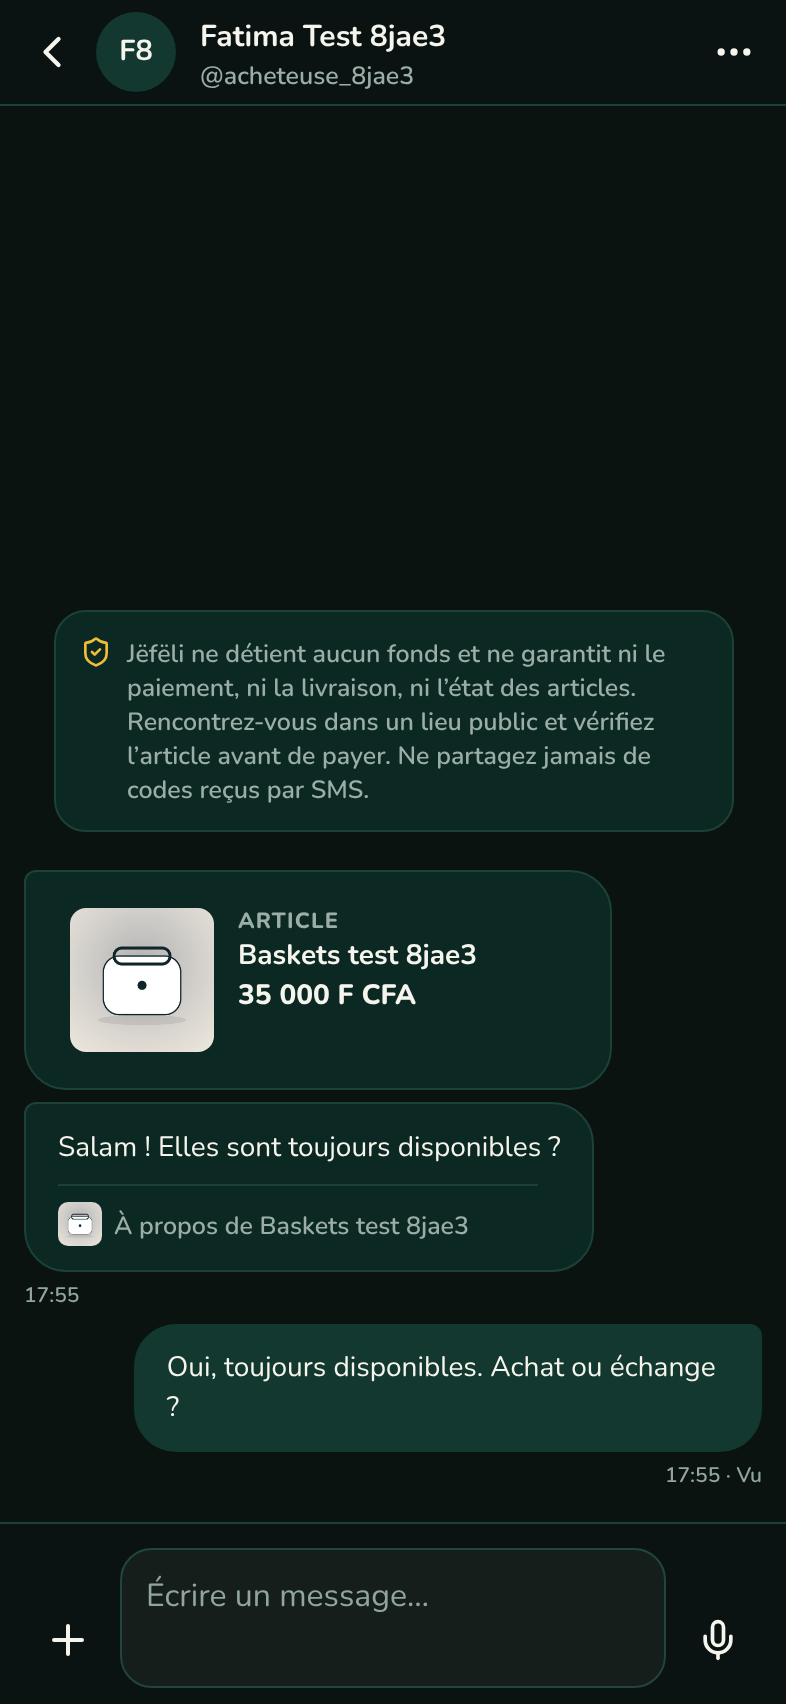 F8
Fatima Test 8jae3
@acheteuse_8jae3
Jëfëli ne détient aucun fonds et ne garantit ni le
paiement, ni la livraison, ni l’état des articles.
Rencontrez-vous dans un lieu public et vérifiez
l’article avant de payer. Ne partagez jamais de
codes reçus par SMS.
ARTICLE
Baskets test 8jae3
35 000 F CFA
Salam ! Elles sont toujours disponibles ?
À propos de Baskets test 8jae3
17:55
Oui, toujours disponibles. Achat ou échange
?
17:55 · Vu
Écrire un message...